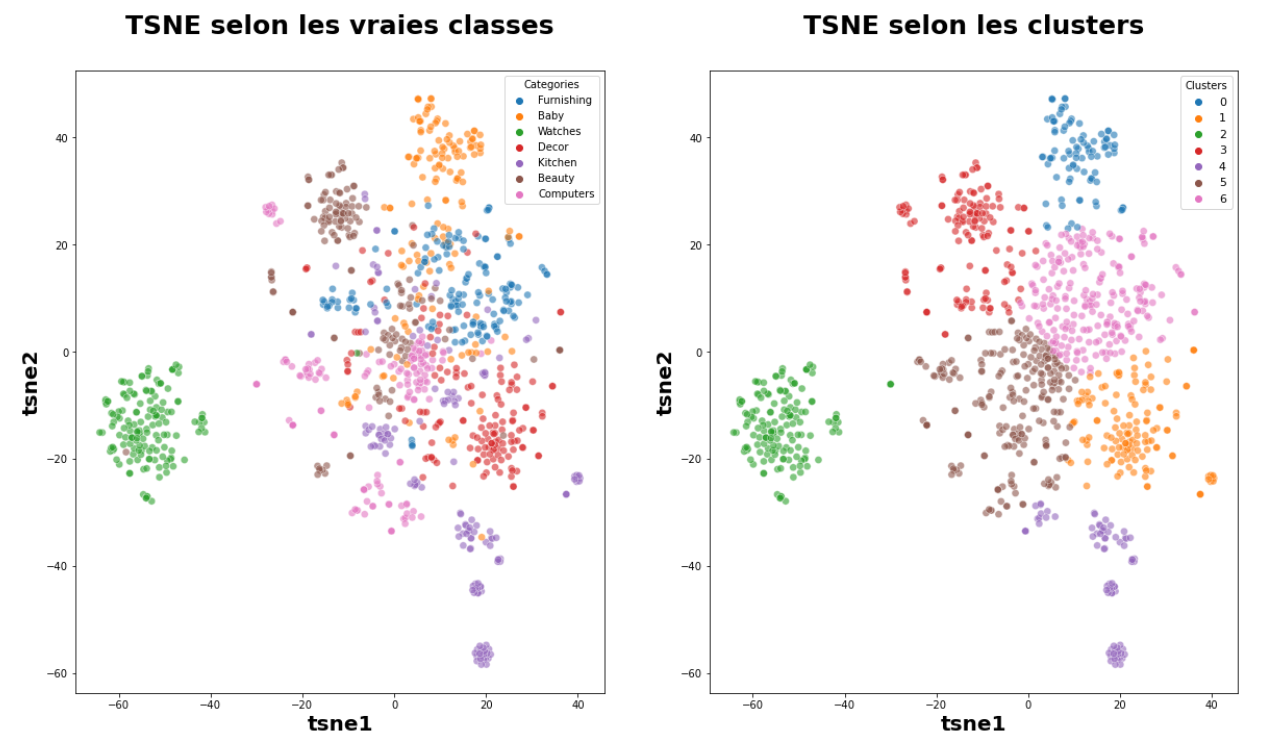 TSNE selon les vraies classes
Categories
Furnishing
Baby
Watches
Decor
Kitchen
Beauty
Computers
40
20
0
−20
−40
−60
tsne2
−60
−40
−20
0
20
40
tsne1
TSNE selon les clusters
Clusters
0
1
2
3
4
5
6
40
20
0
−20
−40
−60
tsne2
−60
−40
−20
0
20
40
tsne1